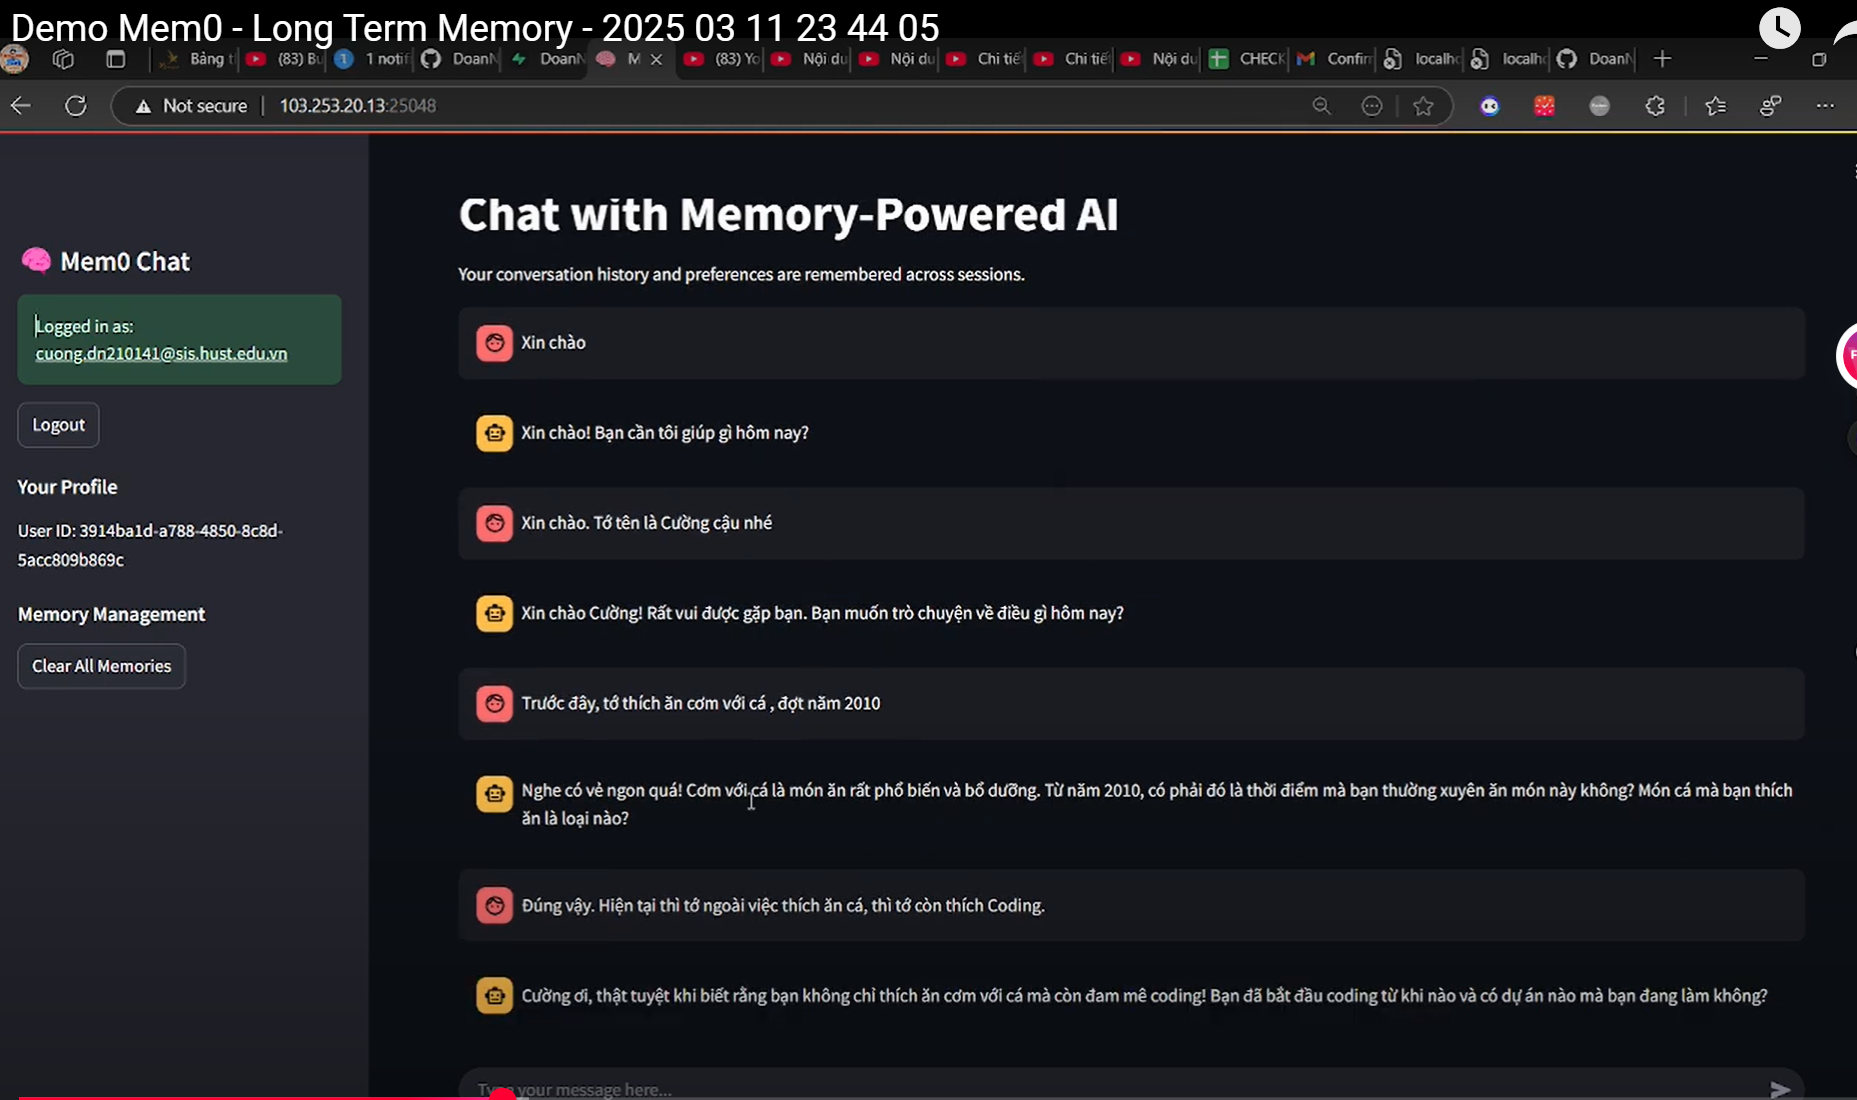 Demo Mem0 - Long Term Memory - 2025 03 11 23 44 05
Bảng t
(83) Bu
1 notif
DoanN
DoanN
M
(83) Yo
Nội du
Nội du
Chi tiế
Chi tiế
Nội du
CHECK
Confirm
localho
localho
DoanN
Not secure
103.253.20.13:25048
Mem0 Chat
Logged in as:
cuong.dn210141@sis.hust.edu.vn
Logout
Your Profile
User ID: 3914ba1d-a788-4850-8c8d-
5acc809b869c
Memory Management
Clear All Memories
Chat with Memory-Powered AI
Your conversation history and preferences are remembered across sessions.
Xin chào
Xin chào! Bạn cần tôi giúp gì hôm nay?
Xin chào. Tớ tên là Cường cậu nhé
Xin chào Cường! Rất vui được gặp bạn. Bạn muốn trò chuyện về điều gì hôm nay?
Trước đây, tớ thích ăn cơm với cá , đợt năm 2010
Nghe có vẻ ngon quá! Cơm với cá là món ăn rất phổ biến và bổ dưỡng. Từ năm 2010, có phải đó là thời điểm mà bạn thường xuyên ăn món này không? Món cá mà bạn thích
ăn là loại nào?
Đúng vậy. Hiện tại thì tớ ngoài việc thích ăn cá, thì tớ còn thích Coding.
Cường ơi, thật tuyệt khi biết rằng bạn không chỉ thích ăn cơm với cá mà còn đam mê coding! Bạn đã bắt đầu coding từ khi nào và có dự án nào mà bạn đang làm không?
Type your message here...